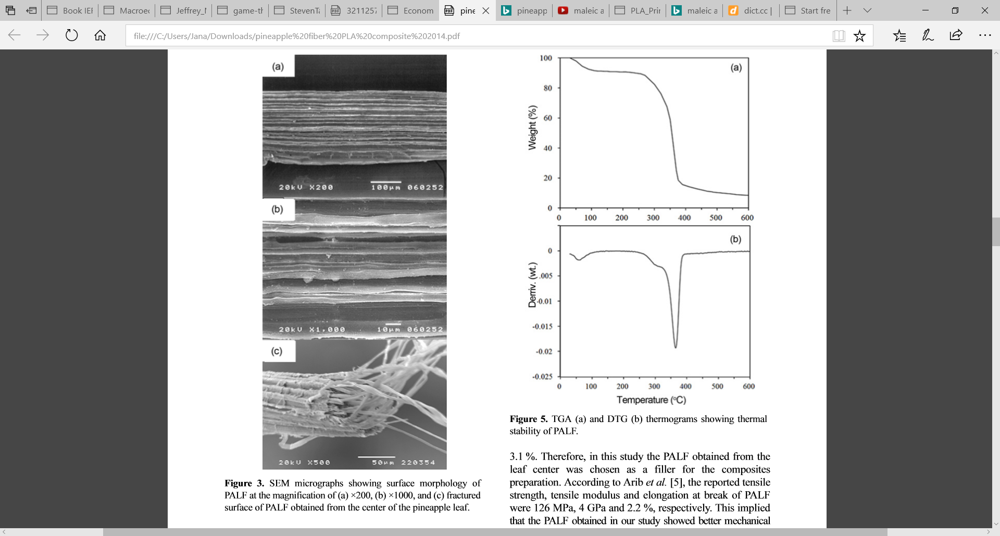 Book IEI
Macroec
Jeffrey_I
game-th
StevenTa
3211257
Econom
pine
pineapp
maleic a
PLA_Prir
maleic a
dict.cc |
Start fre
file:///C:/Users/Jana/Downloads/pineapple%20fiber%20PLA%20composite%202014.pdf
(a)
20kU X200 100µm 060252
(b)
20kU X1,000 10µm 060252
(c)
20kU X500 50µm 220354
Figure 3. SEM micrographs showing surface morphology of
PALF at the magnification of (a) ×200, (b) ×1000, and (c) fractured
surface of PALF obtained from the center of the pineapple leaf.
(a)
Weight (%)
100
80
60
40
20
0
0 100 200 300 400 500 600
(b)
Derriv. (wt.)
0
.005
-0.01
-0.015
-0.02
-0.025
0 100 200 300 400 500 600
Temperature (°C)
Figure 5. TGA (a) and DTG (b) thermograms showing thermal
stability of PALF.
3.1 %. Therefore, in this study the PALF obtained from the
leaf center was chosen as a filler for the composites
preparation. According to Arib et al. [5], the reported tensile
strength, tensile modulus and elongation at break of PALF
were 126 MPa, 4 GPa and 2.2 %, respectively. This implied
that the PALF obtained in our study showed better mechanical